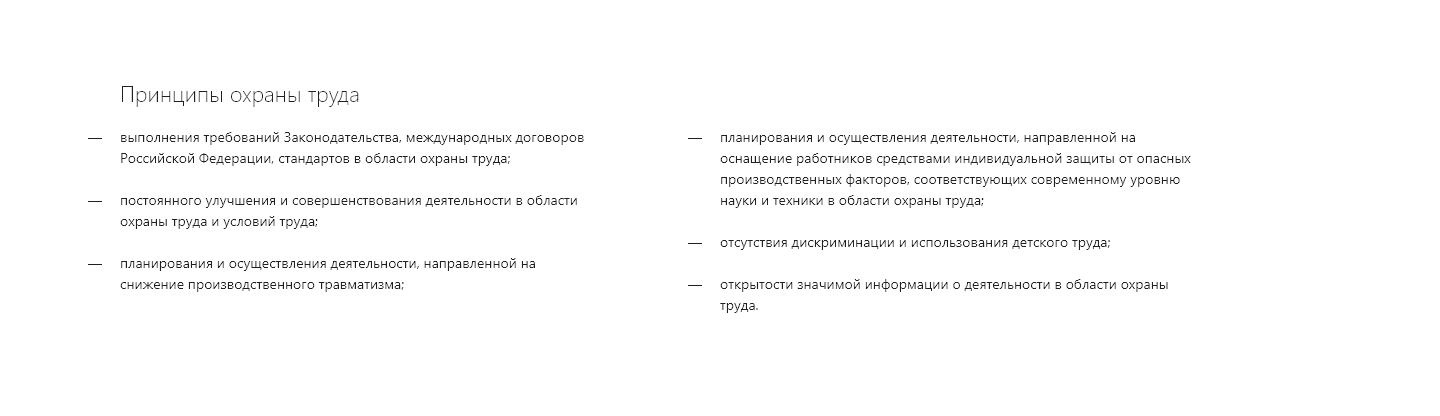 Принципы охраны труда
— выполнения требований Законодательства, международных договоров
Российской Федерации, стандартов в области охраны труда;
— постоянного улучшения и совершенствования деятельности в области
охраны труда и условий труда;
— планирования и осуществления деятельности, направленной на
снижение производственного травматизма;
— планирования и осуществления деятельности, направленной на
оснащение работников средствами индивидуальной защиты от опасных
производственных факторов, соответствующих современному уровню
науки и техники в области охраны труда;
— отсутствия дискриминации и использования детского труда;
— открытости значимой информации о деятельности в области охраны
труда.